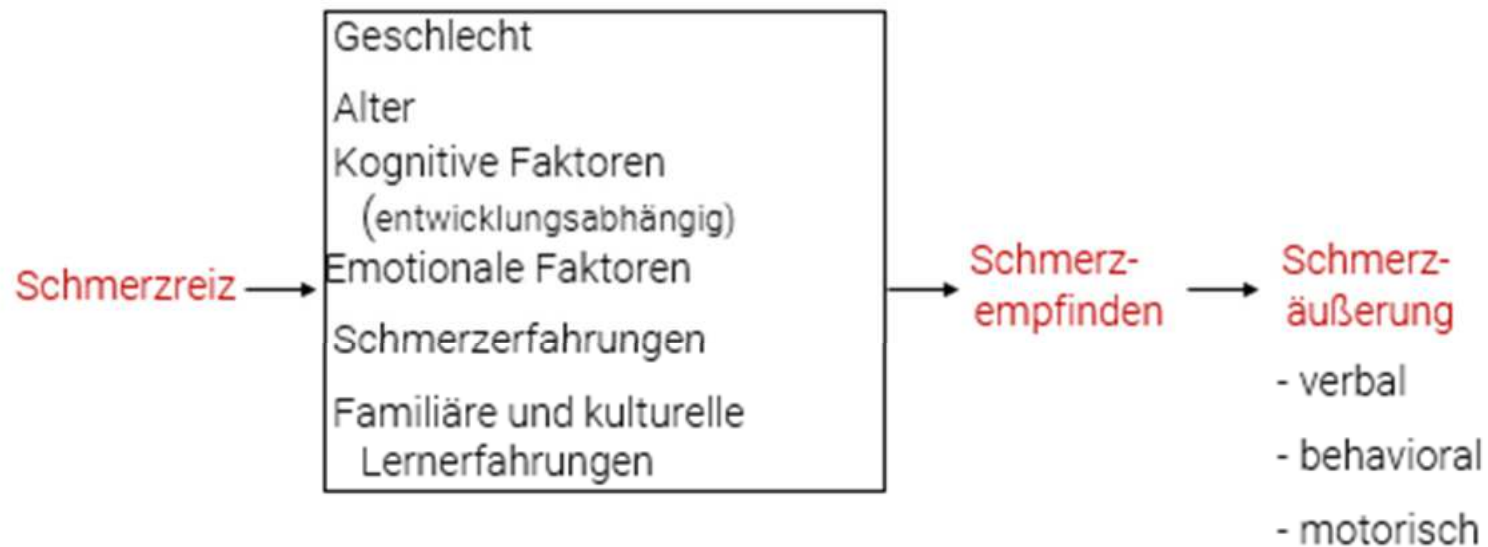 Geschlecht
Alter
Kognitive Faktoren
(entwicklungsabhängig)
Emotionale Faktoren
Schmerzerfahrungen
Familiäre und kulturelle
Lernerfahrungen
Schmerzreiz
Schmerz-
empfinden
Schmerz-
äußerung
- verbal
- behavioral
- motorisch